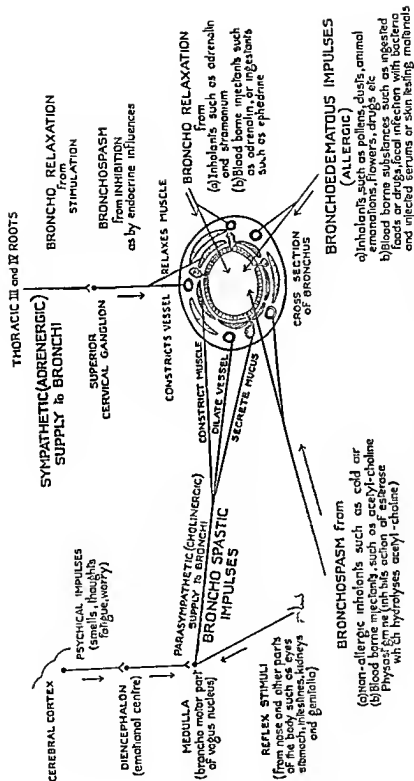 THORACIC III and IV ROOTS
SYMPATHETIC (ADRENERGIC)
SUPPLY to BRONCHI
SUPERIOR
CERVICAL GANGLION
BRONCHO RELAXATION
from
STIMULATION
BRONCHOSPASM
from INHIBITION
as by endocrine influences
CONSTRICTS VESSEL
RELAXES MUSCLE
CEREBRAL CORTEX
PSYCHICAL IMPULSES
(smells, thoughts
fatigue, worry)
DIENCEPHALON
(emotional centre)
MEDULLA
(broncho motor part
of vagus nucleus)
PARASYMPATHETIC (CHOLINERGIC)
SUPPLY to BRONCHI
BRONCHO SPASTIC
IMPULSES
CONSTRICT MUSCLE
DILATE VESSEL
SECRETE MUCUS
REFLEX STIMULI
(from nose and other parts
of the body such as eyes
stomach, intestines, kidneys
and genitalia)
BRONCHO RELAXATION
from
(a) Inhalants such as adrenalin
and stramonium
(b) Blood borne injectants such
as adrenalin, or ingestants
such as ephedrine
CROSS SECTION
OF BRONCHUS
BRONCHOEDEMATOUS IMPULSES
(ALLERGIC)
a) Inhalants, such as pollens, dusts, animal
emanations, flowers, drugs etc
b) Blood borne substances such as ingested
foods or drugs, focal infection with bacteria
and injected serums or skin testing materials
BRONCHOSPASM from
(a) Non-allergic inhalants such as cold air
(b) Blood borne injectants, such as acetyl-choline
Physostigmine (inhibits action of esterase
which hydrolyses acetyl-choline)